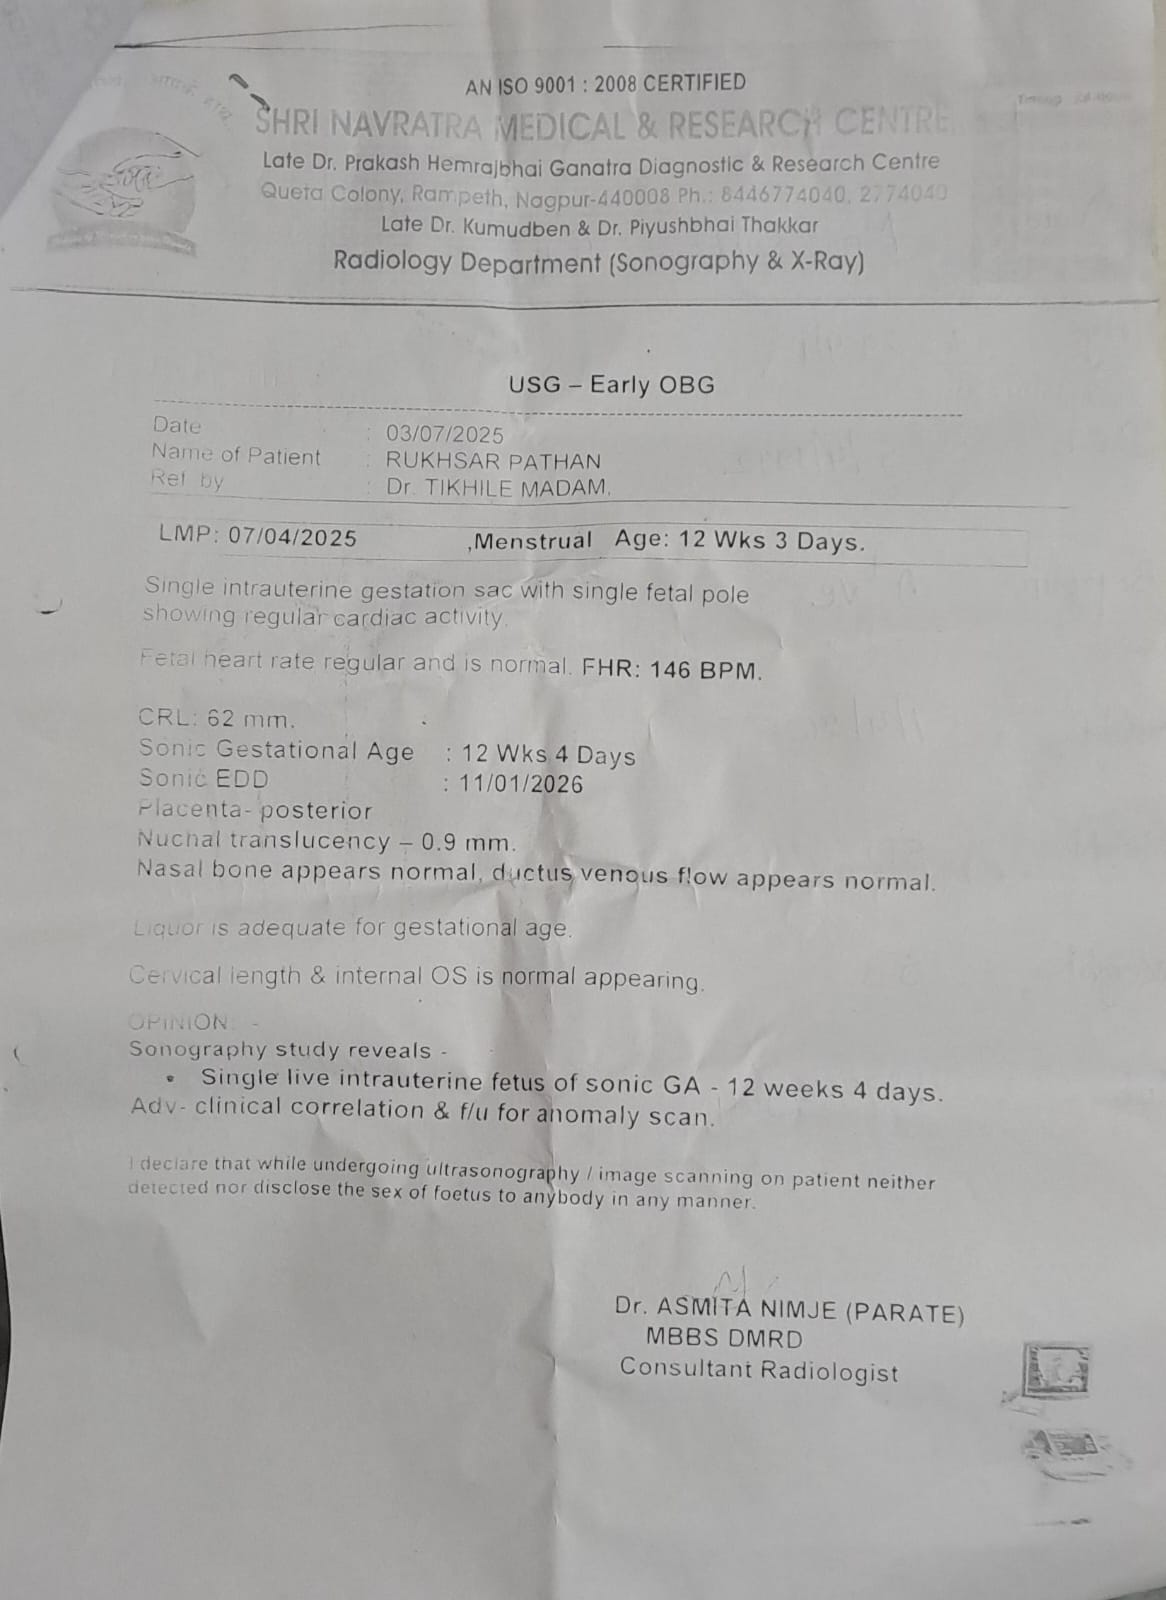 AN ISO 9001 : 2008 CERTIFIED
SHRI NAVRATRA MEDICAL & RESEARCH CENTRE
Late Dr. Prakash Hemrajbhai Ganatra Diagnostic & Research Centre
Queta Colony, Rampeth, Nagpur-440008 Ph.: 8446774040, 2774040
Late Dr. Kumudben & Dr. Piyushbhai Thakkar
Radiology Department (Sonography & X-Ray)
USG – Early OBG
Date : 03/07/2025
Name of Patient : RUKHSAR PATHAN
Ref by : Dr. TIKHILE MADAM.
LMP: 07/04/2025 ,Menstrual Age: 12 Wks 3 Days.
Single intrauterine gestation sac with single fetal pole
showing regular cardiac activity.
Fetal heart rate regular and is normal. FHR: 146 BPM.
CRL: 62 mm.
Sonic Gestational Age : 12 Wks 4 Days
Sonic EDD : 11/01/2026
Placenta- posterior
Nuchal translucency – 0.9 mm.
Nasal bone appears normal, ductus venous flow appears normal.
Liquor is adequate for gestational age.
Cervical length & internal OS is normal appearing.
OPINION: -
Sonography study reveals -
• Single live intrauterine fetus of sonic GA - 12 weeks 4 days.
Adv- clinical correlation & f/u for anomaly scan.
I declare that while undergoing ultrasonography / image scanning on patient neither
detected nor disclose the sex of foetus to anybody in any manner.
Dr. ASMITA NIMJE (PARATE)
MBBS DMRD
Consultant Radiologist